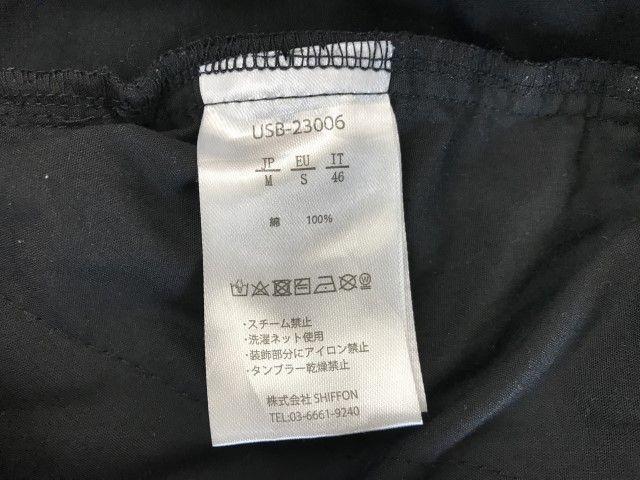 USB-23006
JP EU IT
M S 46
綿 100%
・スチーム禁止
・洗濯ネット使用
・装飾部分にアイロン禁止
・タンブラー乾燥禁止
株式会社 SHIFFON
TEL:03-6661-9240